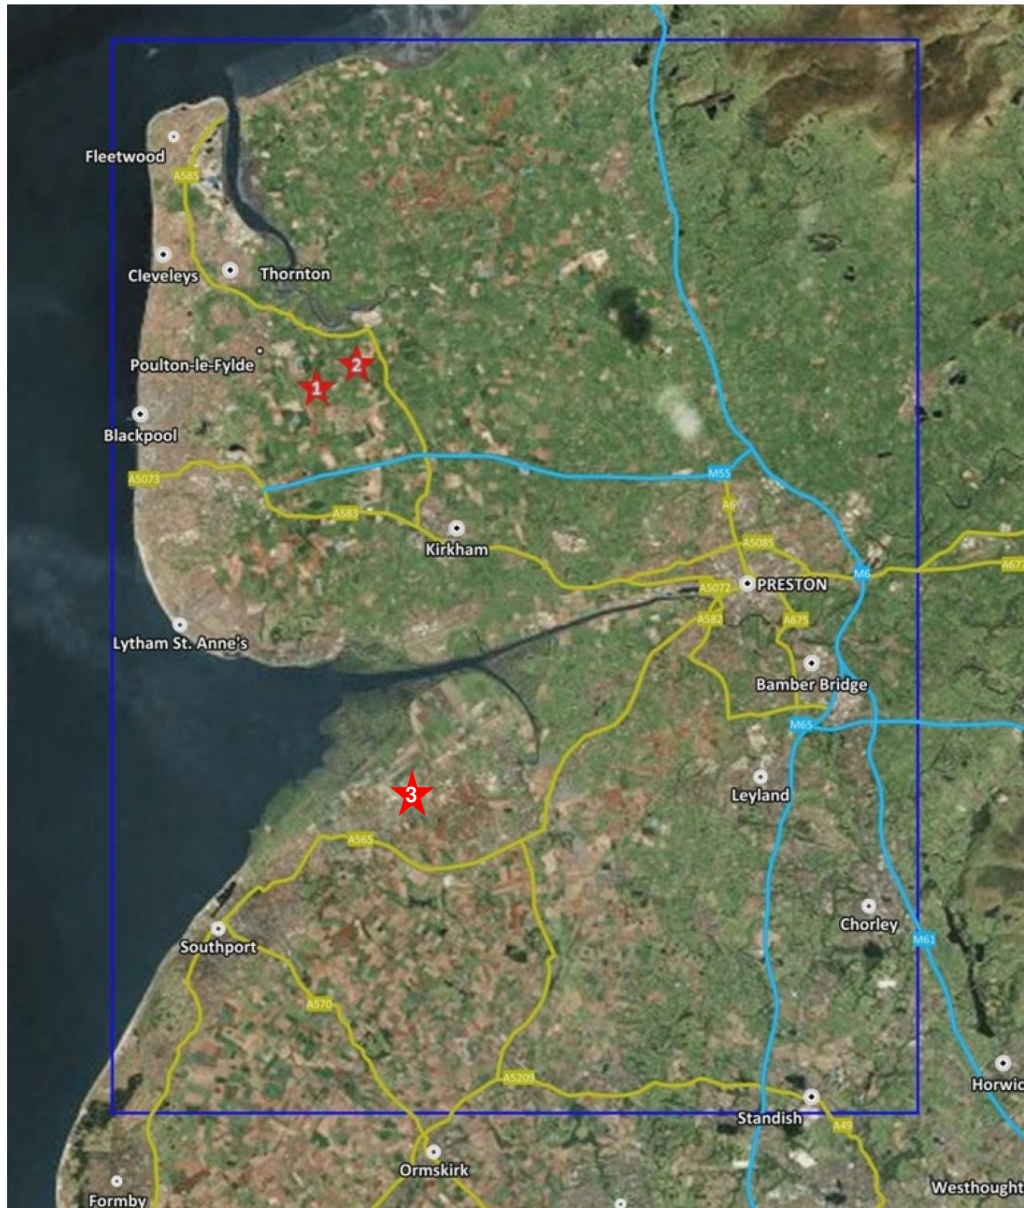 Fleetwood
A585
Cleveleys
Thornton
Poulton-le-Fylde
2
1
Blackpool
A5073
M55
A6
A583
Kirkham
A5085
M6
A677
A5072
PRESTON
A582
A675
Lytham St. Anne's
Bamber Bridge
M65
Leyland
3
A565
Chorley
Southport
M61
A570
Horwic
A5209
Standish
A49
Ormskirk
Formby
Westhought